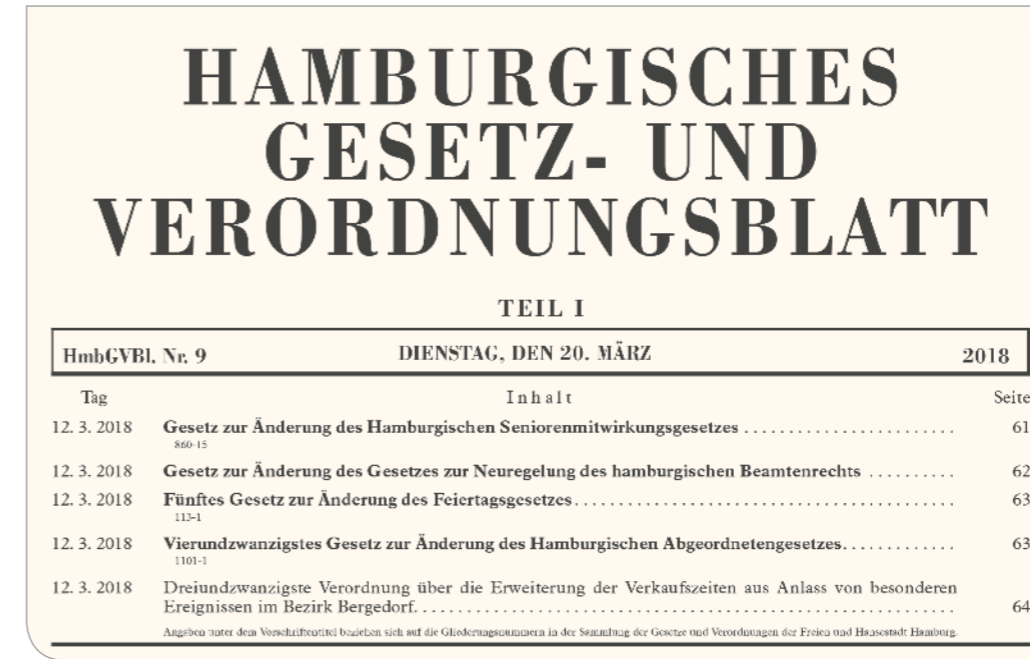 HAMBURGISCHES
GESETZ- UND
VERORDNUNGSBLATT
TEIL I
HmbGVBl. Nr. 9 DIENSTAG, DEN 20. MÄRZ 2018
Tag Inhalt Seite
12. 3. 2018 Gesetz zur Änderung des Hamburgischen Seniorenmitwirkungsgesetzes ........................ 61
860-15
12. 3. 2018 Gesetz zur Änderung des Gesetzes zur Neuregelung des hamburgischen Beamtenrechts .......... 62
12. 3. 2018 Fünftes Gesetz zur Änderung des Feiertagsgesetzes........................................... 63
113-1
12. 3. 2018 Vierundzwanzigstes Gesetz zur Änderung des Hamburgischen Abgeordnetengesetzes............. 63
1101-1
12. 3. 2018 Dreiundzwanzigste Verordnung über die Erweiterung der Verkaufszeiten aus Anlass von besonderen
Ereignissen im Bezirk Bergedorf............................................................. 64
Angaben unter dem Vorschriftentitel beziehen sich auf die Gliederungsnummern in der Sammlung der Gesetze und Verordnungen der Freien und Hansestadt Hamburg.